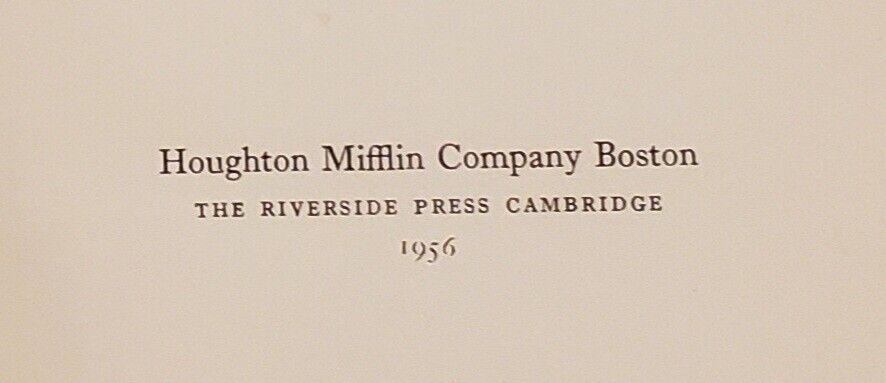 Houghton Mifflin Company Boston
THE RIVERSIDE PRESS CAMBRIDGE
1956